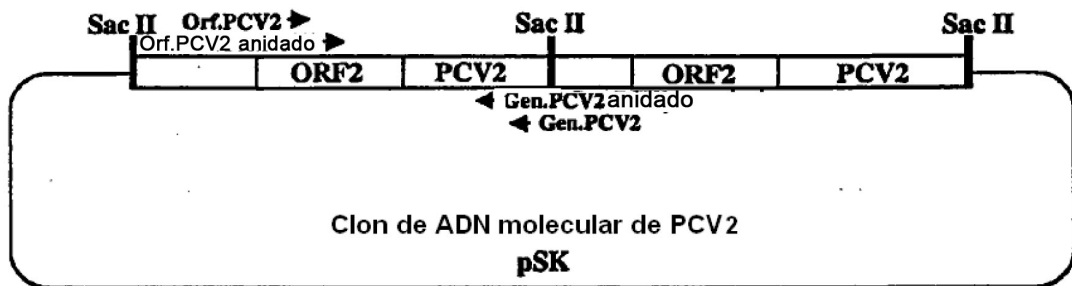 Orf.PCV2
Sac II Sac II Sac II
Orf.PCV2 anidado
ORF2 PCV2 ORF2 PCV2
Gen.PCV2 anidado
Gen.PCV2
Clon de ADN molecular de PCV2
pSK